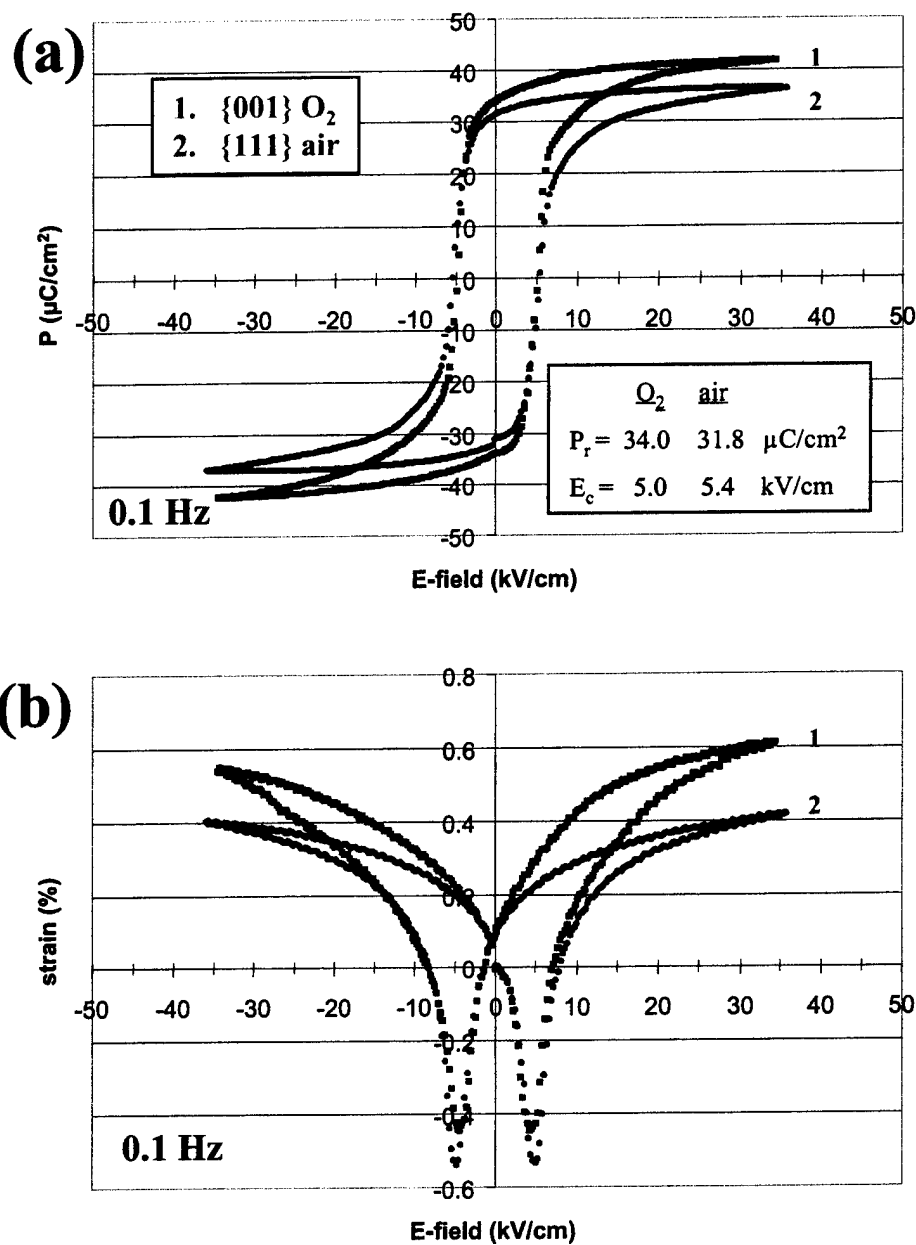 (a)
50
40
30
20
10
0
-10
-20
-30
-40
-50
-50 -40 -30 -20 -10 0 10 20 30 40 50
P (µC/cm²)
1. {001} O₂
2. {111} air
1
2
O₂ air
Pᵣ = 34.0 31.8 µC/cm²
E꜀ = 5.0 5.4 kV/cm
0.1 Hz
E-field (kV/cm)
(b)
0.8
0.6
0.4
0.2
0
-0.2
-0.4
-0.6
-50 -40 -30 -20 -10 0 10 20 30 40 50
strain (%)
1
2
0.1 Hz
E-field (kV/cm)